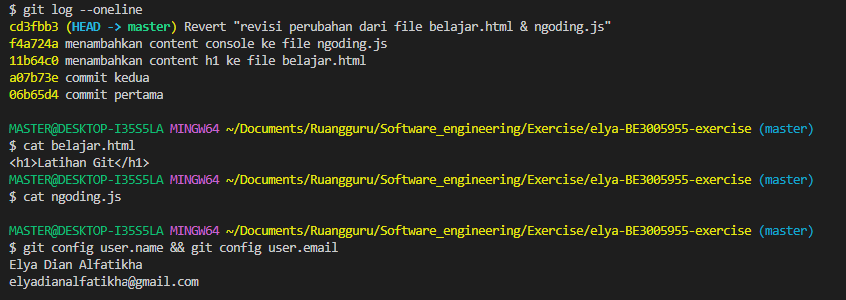 $ git log --oneline
cd3fbb3 (HEAD -> master) Revert "revisi perubahan dari file belajar.html & ngoding.js"
f4a724a menambahkan content console ke file ngoding.js
11b64c0 menambahkan content h1 ke file belajar.html
a07b73e commit kedua
06b65d4 commit pertama
MASTER@DESKTOP-I35S5LA MINGW64 ~/Documents/Ruangguru/Software_engineering/Exercise/elya-BE3005955-exercise (master)
$ cat belajar.html
<h1>Latihan Git</h1>
MASTER@DESKTOP-I35S5LA MINGW64 ~/Documents/Ruangguru/Software_engineering/Exercise/elya-BE3005955-exercise (master)
$ cat ngoding.js
MASTER@DESKTOP-I35S5LA MINGW64 ~/Documents/Ruangguru/Software_engineering/Exercise/elya-BE3005955-exercise (master)
$ git config user.name && git config user.email
Elya Dian Alfatikha
elyadianalfatikha@gmail.com